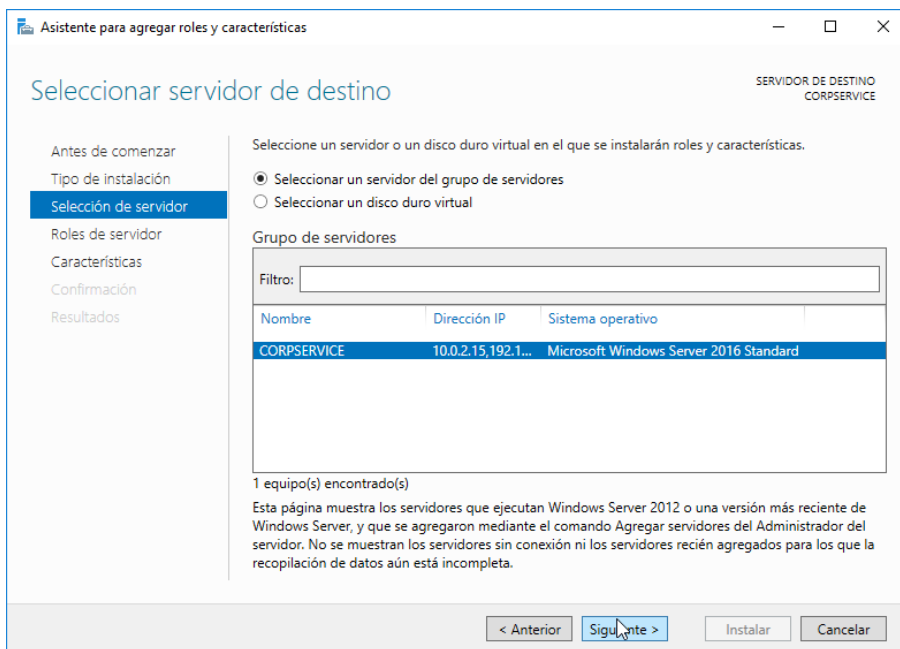 Asistente para agregar roles y características
Seleccionar servidor de destino
SERVIDOR DE DESTINO
CORPSERVICE
Antes de comenzar
Tipo de instalación
Selección de servidor
Roles de servidor
Características
Confirmación
Resultados
Seleccione un servidor o un disco duro virtual en el que se instalarán roles y características.
Seleccionar un servidor del grupo de servidores
Seleccionar un disco duro virtual
Grupo de servidores
Filtro:
Nombre Dirección IP Sistema operativo
CORPSERVICE 10.0.2.15,192.1... Microsoft Windows Server 2016 Standard
1 equipo(s) encontrado(s)
Esta página muestra los servidores que ejecutan Windows Server 2012 o una versión más reciente de
Windows Server, y que se agregaron mediante el comando Agregar servidores del Administrador del
servidor. No se muestran los servidores sin conexión ni los servidores recién agregados para los que la
recopilación de datos aún está incompleta.
< Anterior Siguiente > Instalar Cancelar